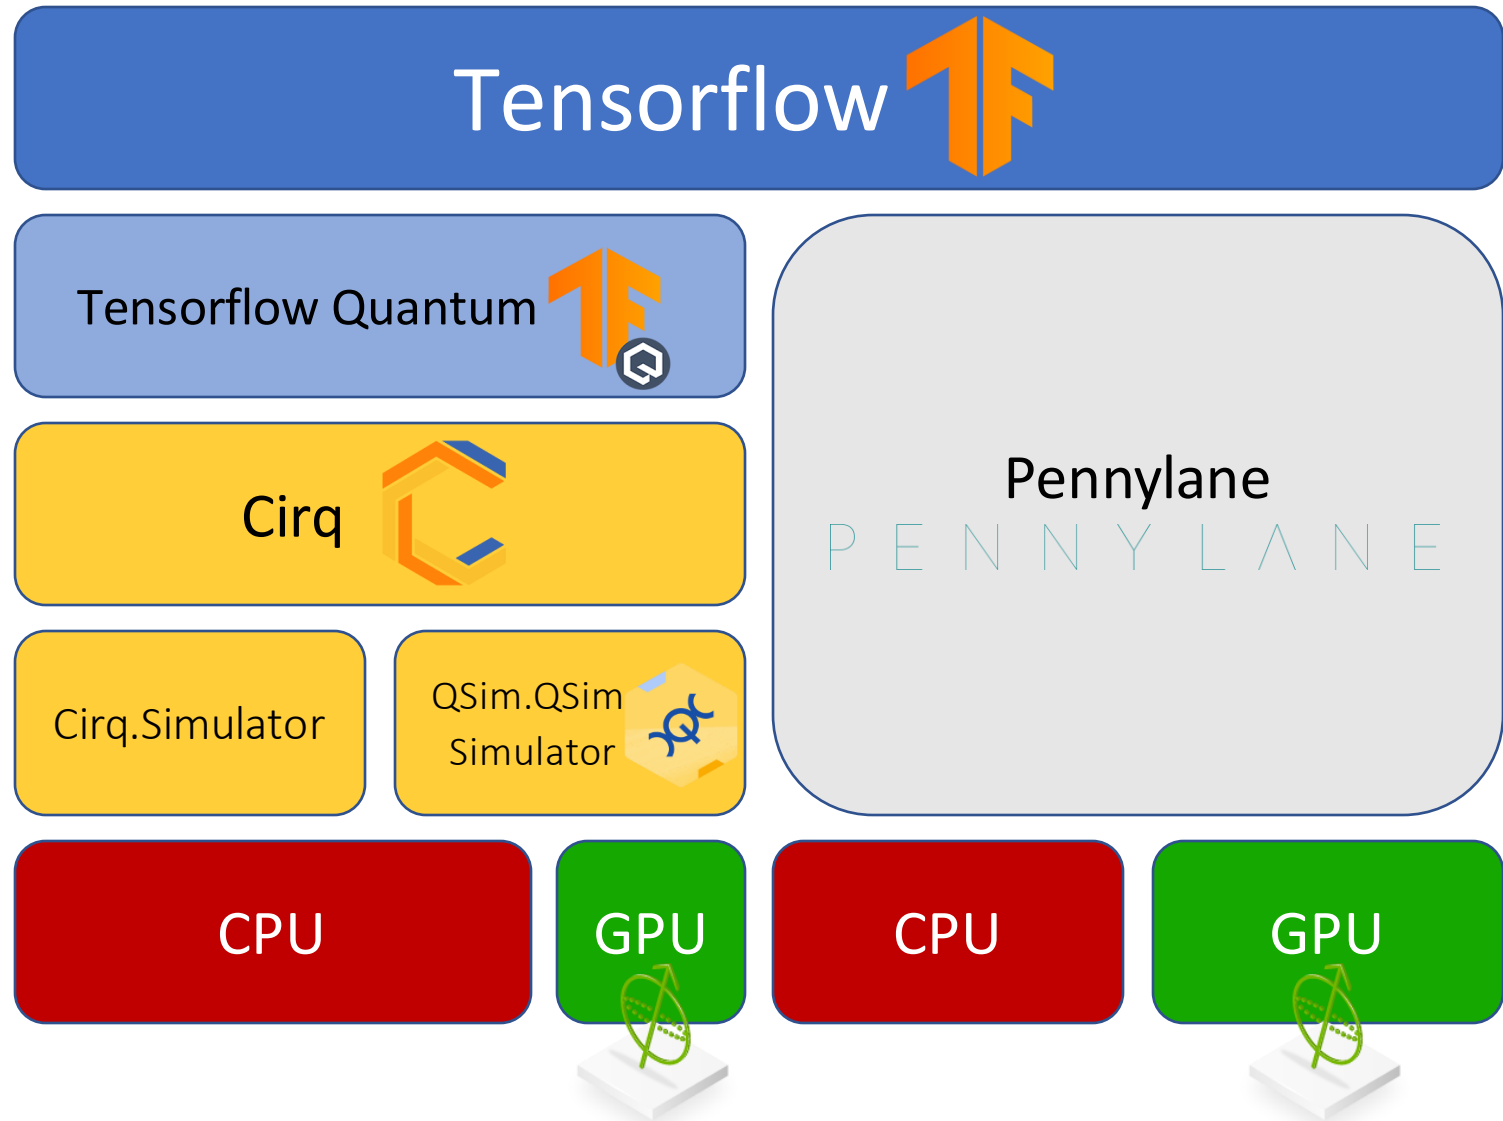 Tensorflow
Tensorflow Quantum
Cirq
Pennylane
PENNYLANE
Cirq.Simulator
QSim.QSim
Simulator
CPU
GPU
CPU
GPU